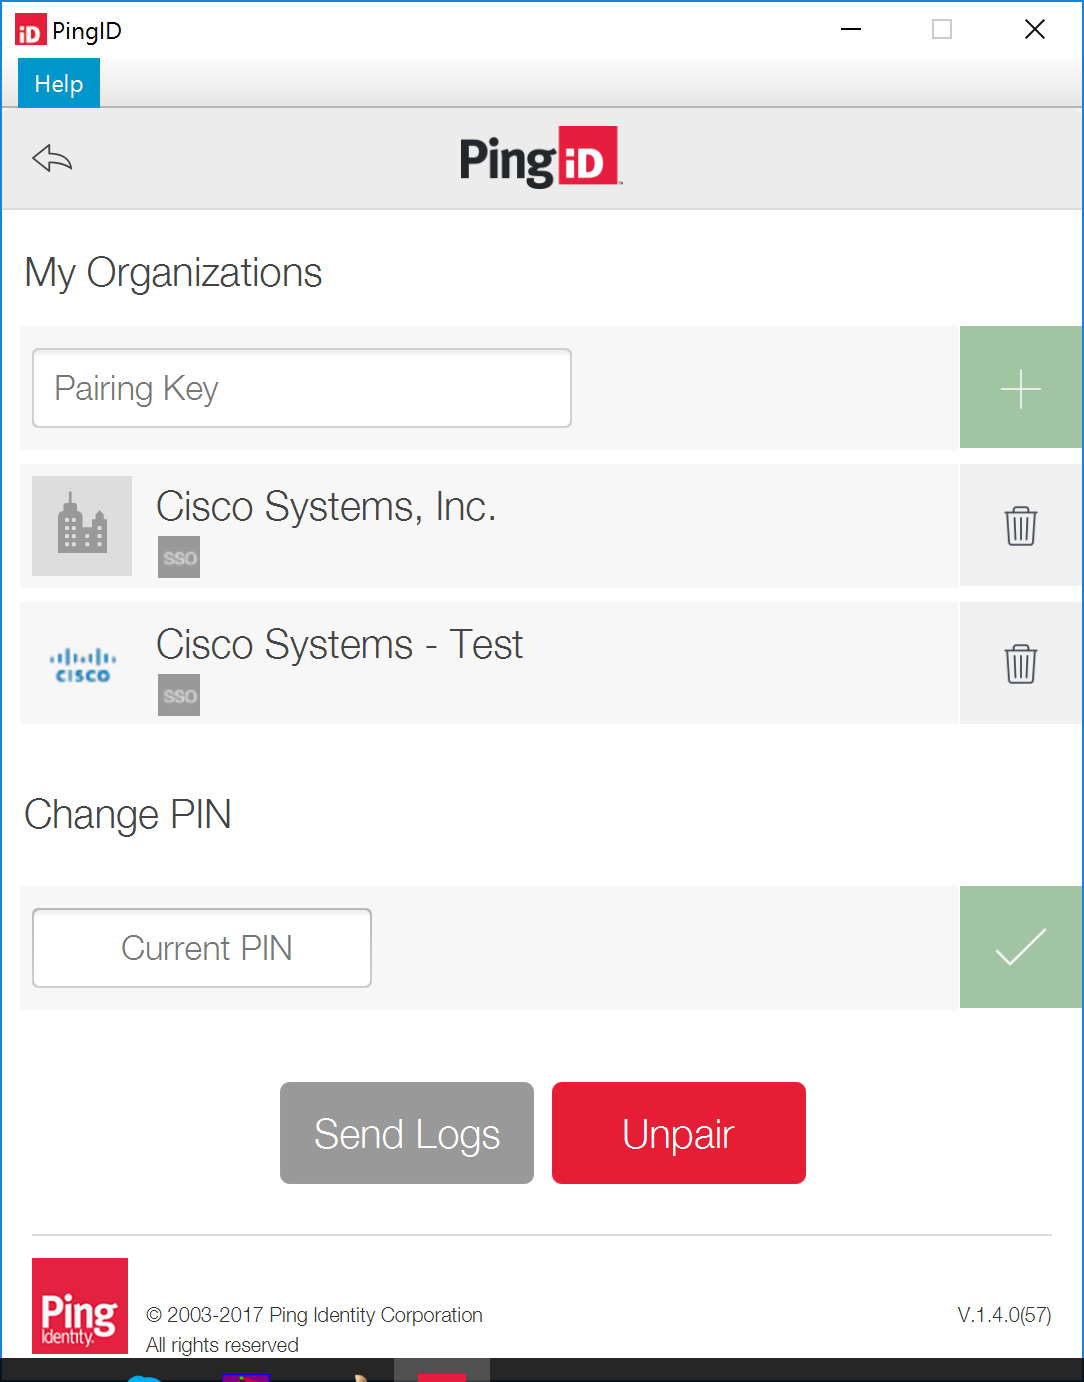 iD PingID
Help
Ping iD
My Organizations
Pairing Key
Cisco Systems, Inc.
SSO
CISCO
Cisco Systems - Test
SSO
Change PIN
Current PIN
Send Logs
Unpair
Ping
Identity.
© 2003-2017 Ping Identity Corporation
V.1.4.0(57)
All rights reserved